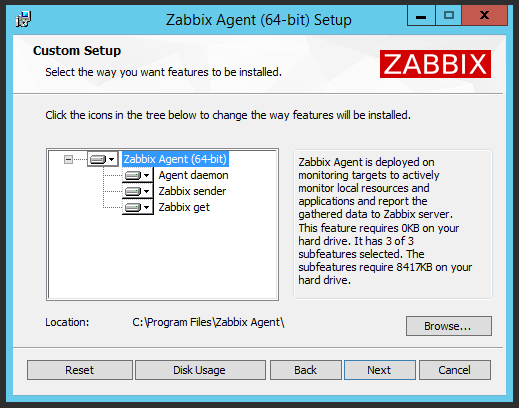 Zabbix Agent (64-bit) Setup
Custom Setup
Select the way you want features to be installed.
ZABBIX
Click the icons in the tree below to change the way features will be installed.
Zabbix Agent (64-bit)
Agent daemon
Zabbix sender
Zabbix get
Zabbix Agent is deployed on
monitoring targets to actively
monitor local resources and
applications and report the
gathered data to Zabbix server.
This feature requires 0KB on your
hard drive. It has 3 of 3
subfeatures selected. The
subfeatures require 8417KB on your
hard drive.
Location: C:\Program Files\Zabbix Agent\
Browse...
Reset Disk Usage Back Next Cancel